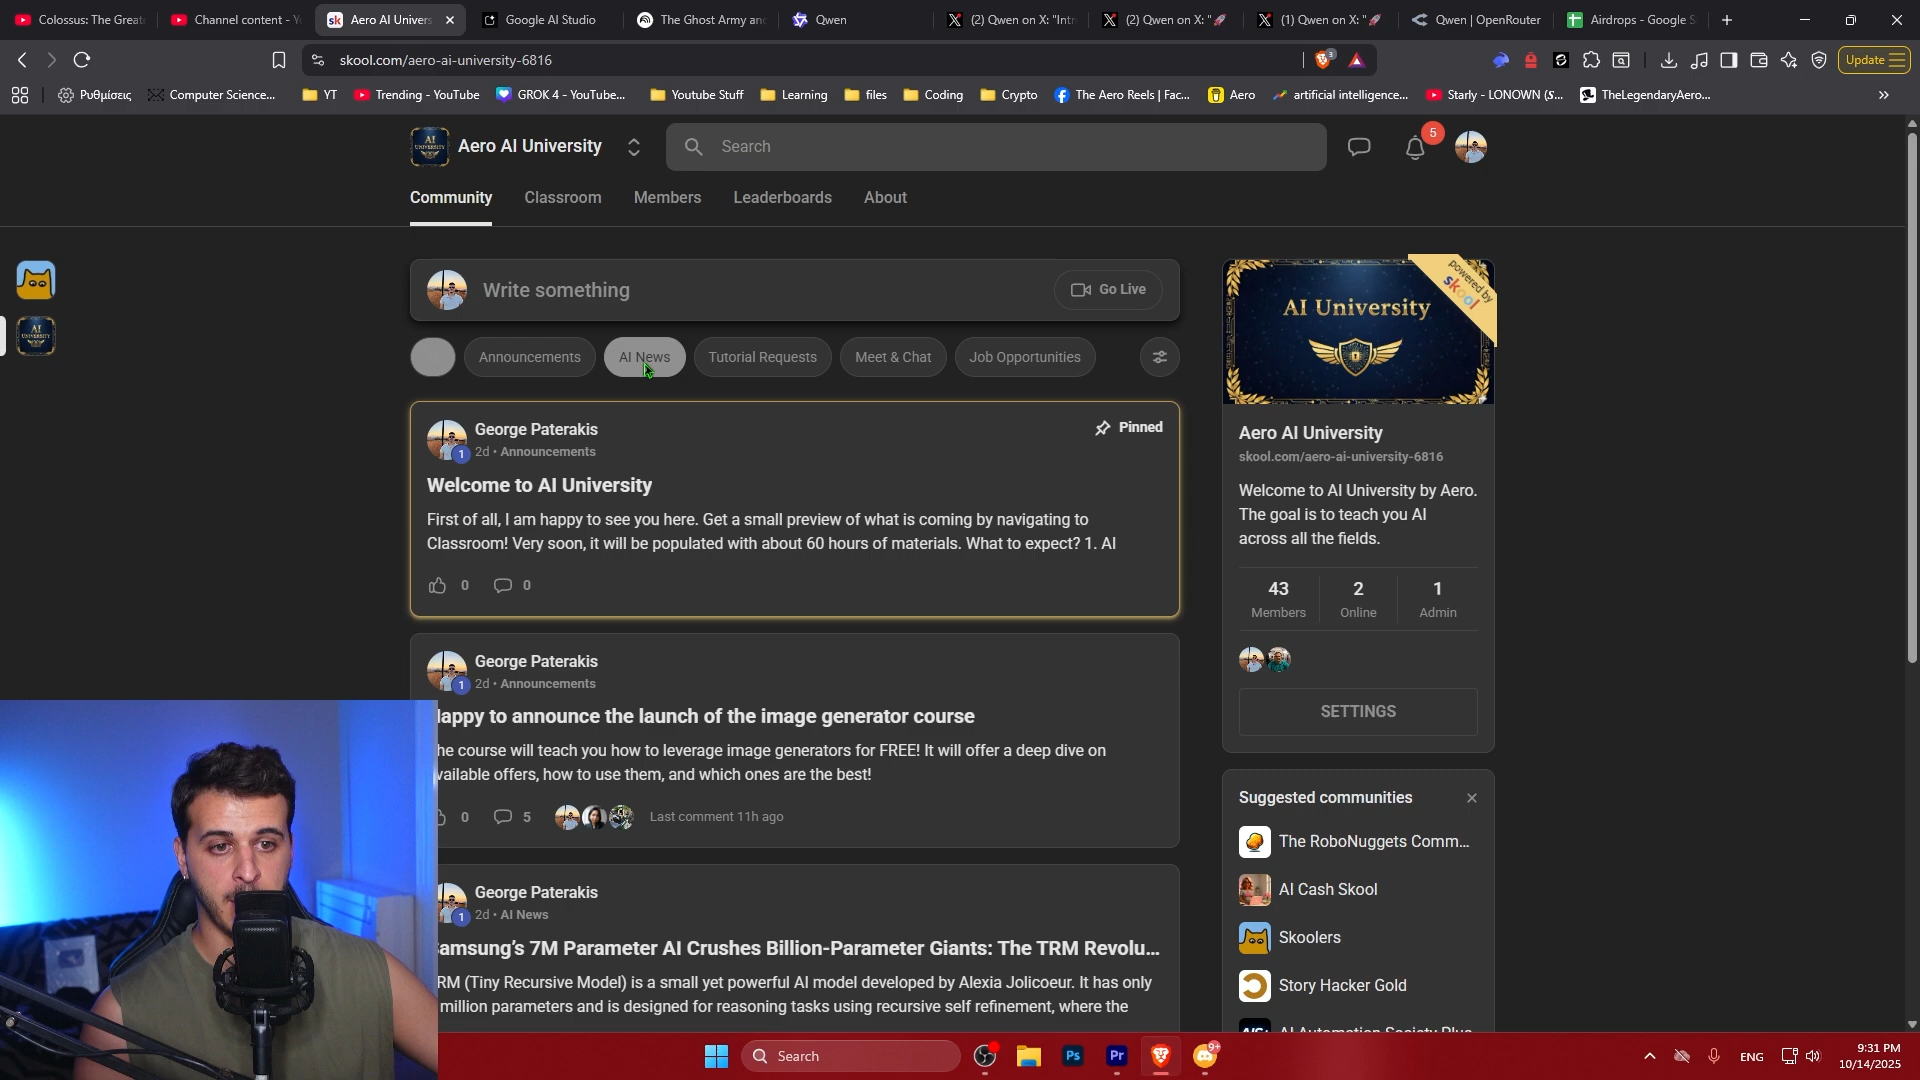 Colossus: The Great
Channel content - Y
Aero AI Univers
Google AI Studio
The Ghost Army and
Qwen
(2) Qwen on X: "Intr
(2) Qwen on X: "🚀
(1) Qwen on X: "🚀
Qwen | OpenRouter
Airdrops - Google S
skool.com/aero-ai-university-6816
3
Update
Ρυθμίσεις
Computer Science...
YT
Trending - YouTube
GROK 4 - YouTube...
Youtube Stuff
Learning
files
Coding
Crypto
The Aero Reels | Fac...
Aero
artificial intelligence...
Starly - LONOWN (S...
TheLegendaryAero...
Aero AI University
Search
5
Community
Classroom
Members
Leaderboards
About
Write something
Go Live
Announcements
AI News
Tutorial Requests
Meet & Chat
Job Opportunities
George Paterakis
1
2d • Announcements
Pinned
Welcome to AI University
First of all, I am happy to see you here. Get a small preview of what is coming by navigating to
Classroom! Very soon, it will be populated with about 60 hours of materials. What to expect? 1. AI
0
0
George Paterakis
1
2d • Announcements
appy to announce the launch of the image generator course
he course will teach you how to leverage image generators for FREE! It will offer a deep dive on
vailable offers, how to use them, and which ones are the best!
0
5
Last comment 11h ago
George Paterakis
1
2d • AI News
amsung's 7M Parameter AI Crushes Billion-Parameter Giants: The TRM Revolu...
RM (Tiny Recursive Model) is a small yet powerful AI model developed by Alexia Jolicoeur. It has only
million parameters and is designed for reasoning tasks using recursive self refinement, where the
AI University
powered by
skool
Aero AI University
skool.com/aero-ai-university-6816
Welcome to AI University by Aero.
The goal is to teach you AI
across all the fields.
43
2
1
Members
Online
Admin
SETTINGS
Suggested communities
The RoboNuggets Comm...
AI Cash Skool
Skoolers
Story Hacker Gold
AI Automation Society Plus
Search
Ps
Pr
9+
ENG
9:31 PM
10/14/2025